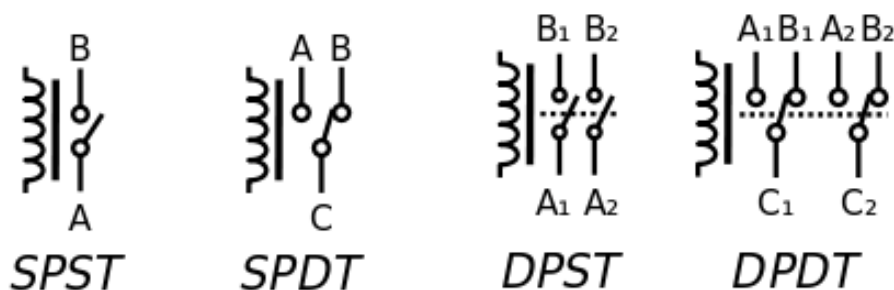 B A B B₁ B₂ A₁ B₁ A₂ B₂
A C A₁ A₂ C₁ C₂
SPST SPDT DPST DPDT